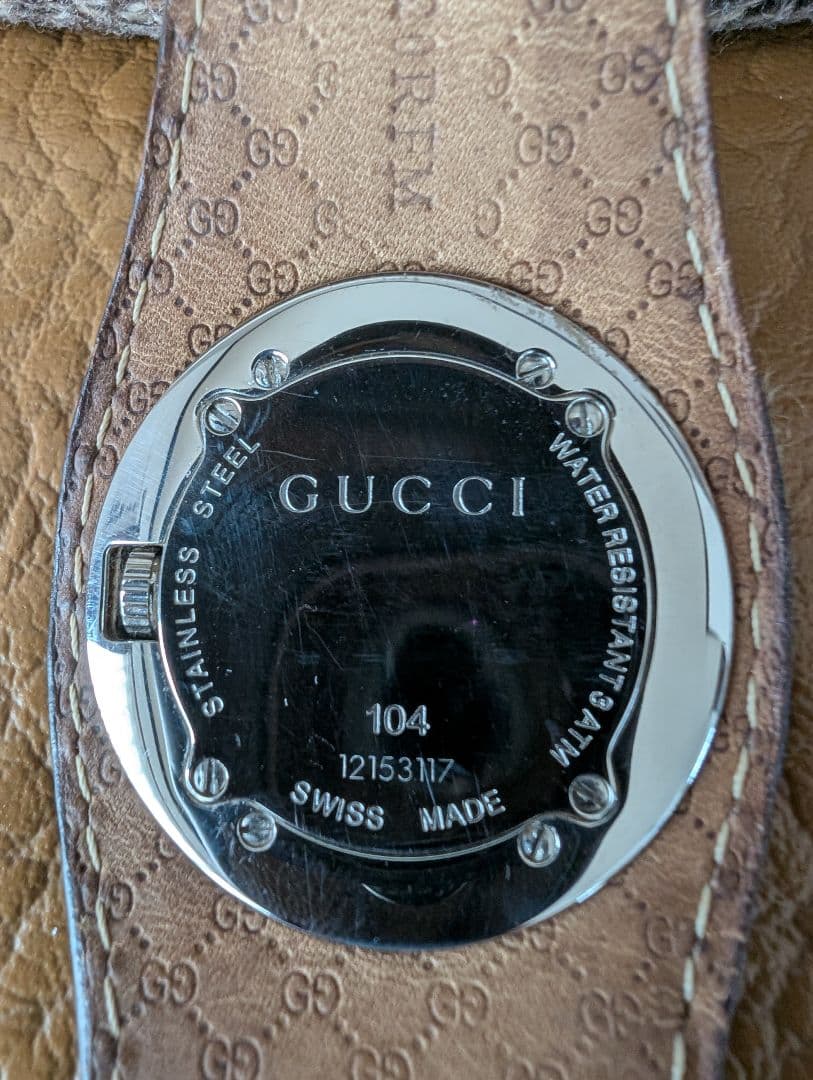 GUCCI
STAINLESS STEEL
WATER RESISTANT 3 ATM
104
12153117
SWISS MADE